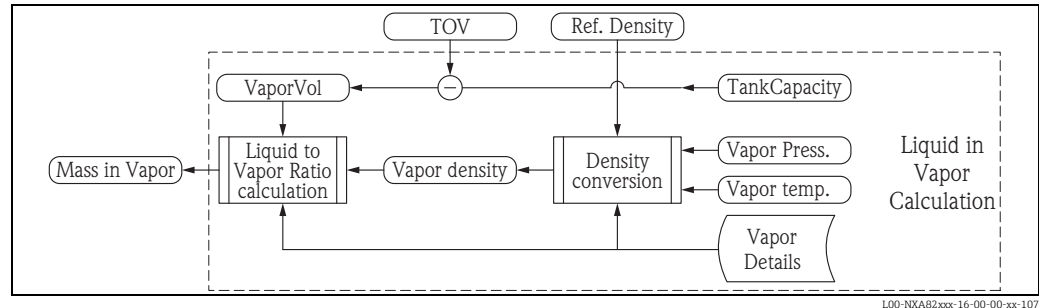 TOV
Ref. Density
VaporVol
−
TankCapacity
Mass in Vapor
Liquid to
Vapor Ratio
calculation
Vapor density
Density
conversion
Vapor Press.
Vapor temp.
Vapor
Details
Liquid in
Vapor
Calculation
L00-NXA82xxx-16-00-00-xx-107